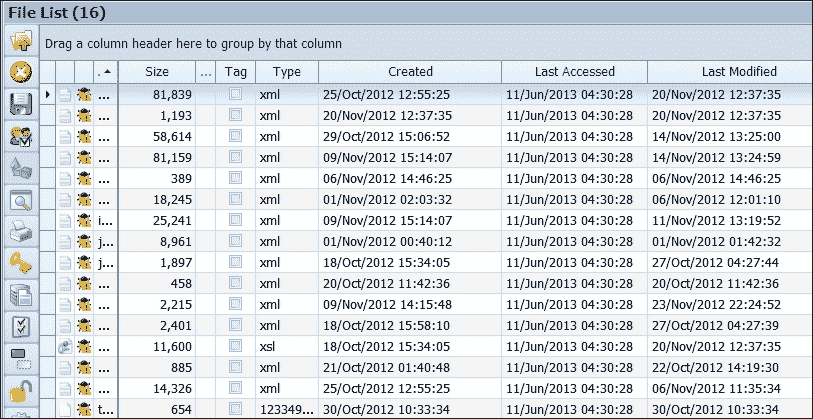 File List (16)
Drag a column header here to group by that column
. Size ... Tag Type Created Last Accessed Last Modified
... 81,839 xml 25/Oct/2012 12:55:25 11/Jun/2013 04:30:28 20/Nov/2012 12:37:35
... 1,193 xml 20/Nov/2012 12:37:35 11/Jun/2013 04:30:28 20/Nov/2012 12:37:35
... 58,614 xml 29/Oct/2012 15:06:52 11/Jun/2013 04:30:28 14/Nov/2012 13:25:00
... 81,159 xml 09/Nov/2012 15:14:07 11/Jun/2013 04:30:28 14/Nov/2012 13:24:59
... 389 xml 06/Nov/2012 14:46:25 11/Jun/2013 04:30:28 06/Nov/2012 14:46:25
... 18,245 xml 01/Nov/2012 02:03:32 11/Jun/2013 04:30:28 06/Nov/2012 12:01:10
i... 25,241 xml 09/Nov/2012 15:14:07 11/Jun/2013 04:30:28 11/Nov/2012 13:19:52
j... 8,961 xml 01/Nov/2012 00:40:12 11/Jun/2013 04:30:28 01/Nov/2012 01:42:32
j... 1,897 xml 18/Oct/2012 15:34:05 11/Jun/2013 04:30:28 27/Oct/2012 04:27:44
... 458 xml 20/Oct/2012 11:42:36 11/Jun/2013 04:30:28 20/Oct/2012 11:42:36
... 2,215 xml 09/Nov/2012 14:15:48 11/Jun/2013 04:30:28 23/Nov/2012 22:24:52
... 2,401 xml 18/Oct/2012 15:58:10 11/Jun/2013 04:30:28 27/Oct/2012 04:27:39
... 11,600 xsl 18/Oct/2012 15:34:05 11/Jun/2013 04:30:28 20/Nov/2012 12:37:35
... 885 xml 21/Oct/2012 01:40:48 11/Jun/2013 04:30:28 22/Oct/2012 14:19:30
... 14,326 xml 25/Oct/2012 12:55:25 11/Jun/2013 04:30:28 06/Nov/2012 11:35:34
t... 654 123349... 30/Oct/2012 10:33:34 11/Jun/2013 04:30:28 30/Oct/2012 10:33:34